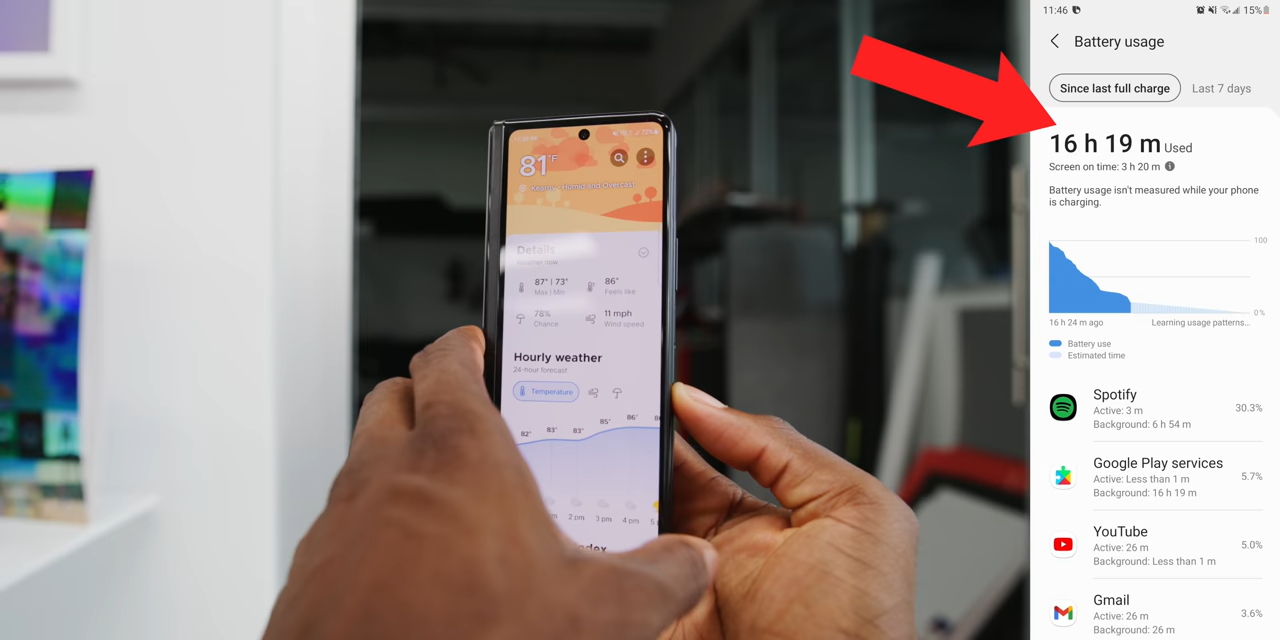 81°F
Details
Weather now
87° | 73°
Max | Min
86°
Feels like
78%
Chance
11 mph
Wind speed
Hourly weather
24-hour forecast
Temperature
82°
83°
83°
85°
86°
2 pm
3 pm
4 pm
11:46
15%
Battery usage
Since last full charge
Last 7 days
16 h 19 m Used
Screen on time: 3 h 20 m
Battery usage isn't measured while your phone
is charging.
100
0 %
16 h 24 m ago
Learning usage patterns...
Battery use
Estimated time
Spotify
Active: 3 m
Background: 6 h 54 m
30.3%
Google Play services
Active: Less than 1 m
Background: 16 h 19 m
5.7%
YouTube
Active: 26 m
Background: Less than 1 m
5.0%
Gmail
Active: 26 m
Background: 26 m
3.6%